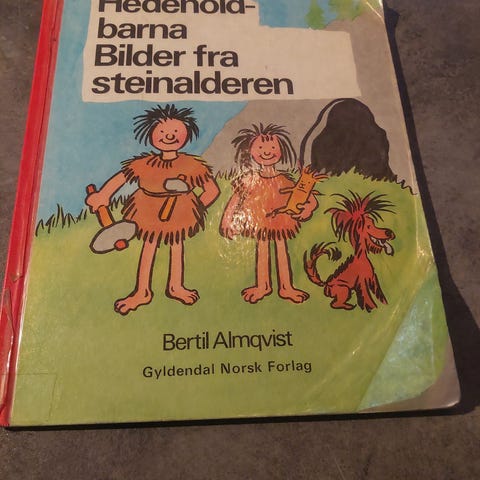 Hedenold-
barna
Bilder fra
steinalderen
Bertil Almqvist
Gyldendal Norsk Forlag